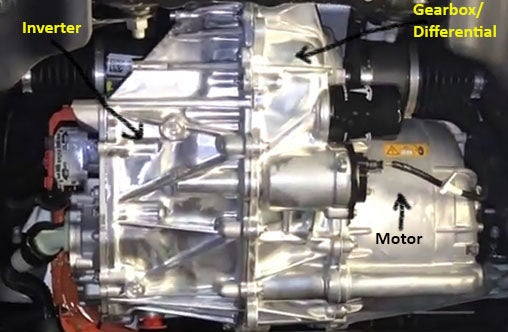 Gearbox/
Differential
Inverter
Motor